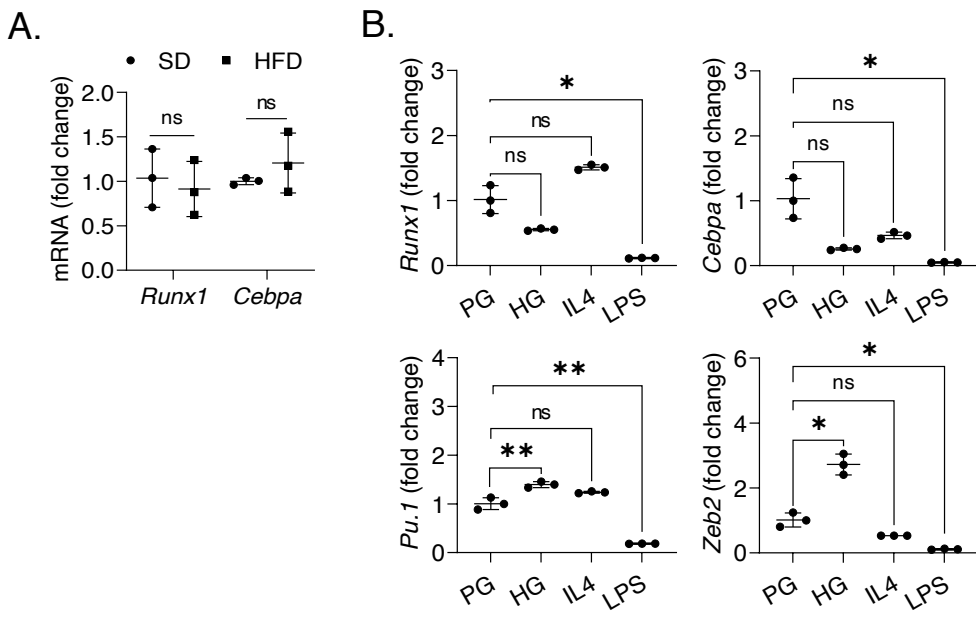 A.
SD HFD
mRNA (fold change)
2.0
1.5
1.0
0.5
0.0
ns
ns
Runx1 Cebpa
B.
Runx1 (fold change)
3
2
1
0
*
ns
ns
PG HG IL4 LPS
Cebpa (fold change)
3
2
1
0
*
ns
ns
PG HG IL4 LPS
Pu.1 (fold change)
4
3
2
1
0
**
ns
**
PG HG IL4 LPS
Zeb2 (fold change)
6
4
2
0
*
ns
*
PG HG IL4 LPS